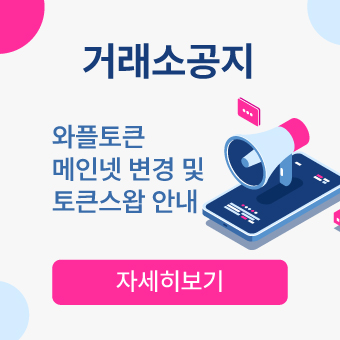 거래소공지
와플토큰
메인넷 변경 및
토큰스왑 안내
자세히보기